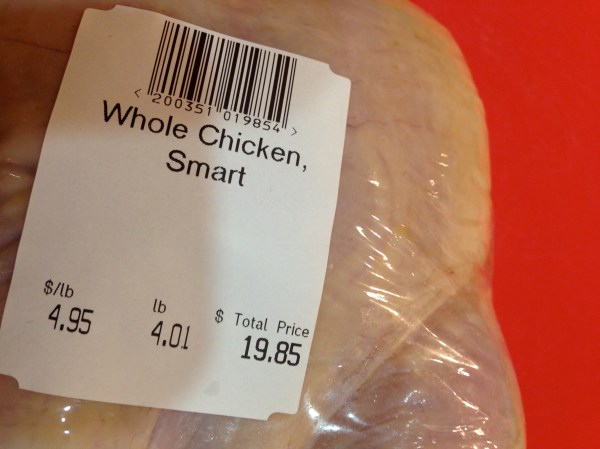 < 200351 019854 >
Whole Chicken,
Smart
$/lb lb $ Total Price
4.95 4.01 19.85